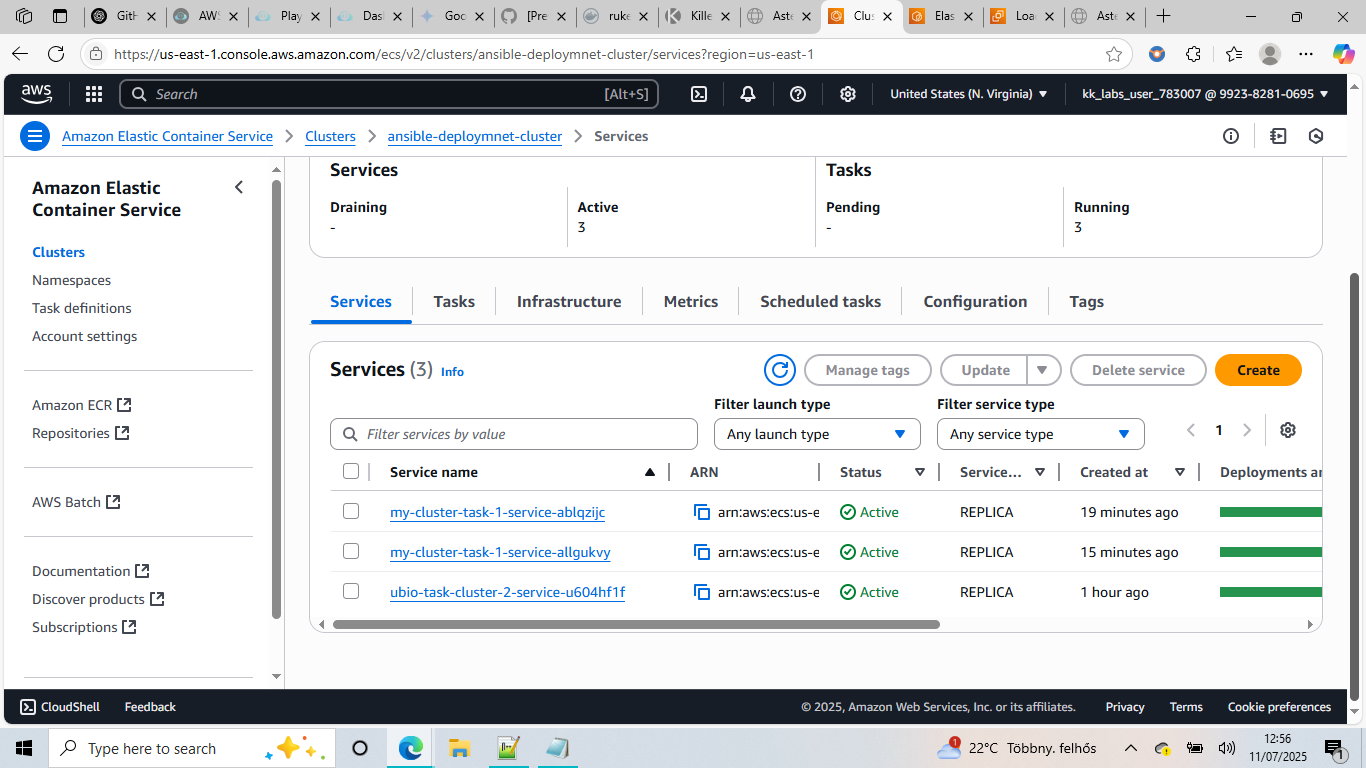 GitH
AWS
Play
Das
Goo
[Pre
ruke
Kille
Aste
Clus
Elas
Loa
Aste
https://us-east-1.console.aws.amazon.com/ecs/v2/clusters/ansible-deploymnet-cluster/services?region=us-east-1
aws
Search
[Alt+S]
United States (N. Virginia)
kk_labs_user_783007 @ 9923-8281-0695
Amazon Elastic Container Service
Clusters
ansible-deploymnet-cluster
Services
Amazon Elastic
Container Service
Clusters
Namespaces
Task definitions
Account settings
Amazon ECR
Repositories
AWS Batch
Documentation
Discover products
Subscriptions
Services
Tasks
Draining
Active
Pending
Running
-
3
-
3
Services
Tasks
Infrastructure
Metrics
Scheduled tasks
Configuration
Tags
Services (3) Info
Manage tags
Update
Delete service
Create
Filter launch type
Filter service type
Filter services by value
Any launch type
Any service type
1
Service name
ARN
Status
Service...
Created at
Deployments an
my-cluster-task-1-service-ablqzijc
arn:aws:ecs:us-e
Active
REPLICA
19 minutes ago
my-cluster-task-1-service-allgukvy
arn:aws:ecs:us-e
Active
REPLICA
15 minutes ago
ubio-task-cluster-2-service-u604hf1f
arn:aws:ecs:us-e
Active
REPLICA
1 hour ago
CloudShell
Feedback
© 2025, Amazon Web Services, Inc. or its affiliates.
Privacy
Terms
Cookie preferences
Type here to search
1
22°C Többny. felhős
12:56
11/07/2025
1